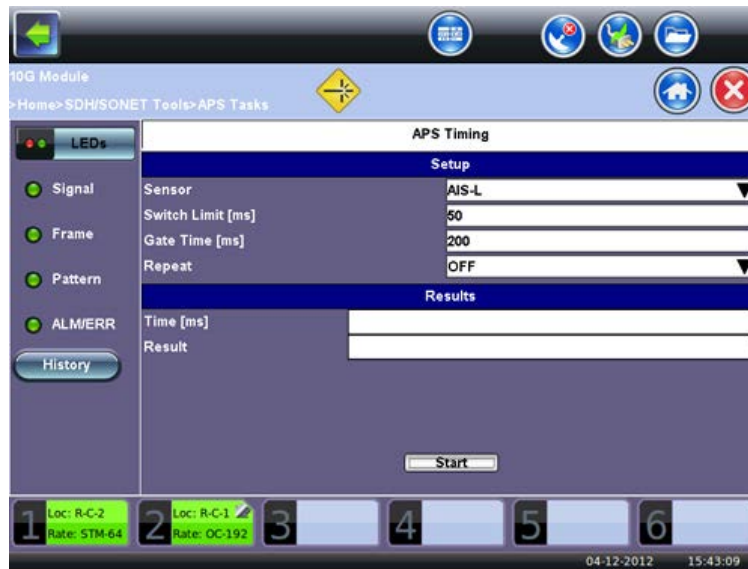 10G Module
>Home>SDH/SONET Tools>APS Tasks
LEDs
APS Timing
Setup
Signal
Sensor
AIS-L
Switch Limit [ms]
50
Frame
Gate Time [ms]
200
Repeat
OFF
Pattern
Results
ALM/ERR
Time [ms]
Result
History
Start
1
Loc: R-C-2
Rate: STM-64
2
Loc: R-C-1
Rate: OC-192
3
4
5
6
04-12-2012 15:43:09